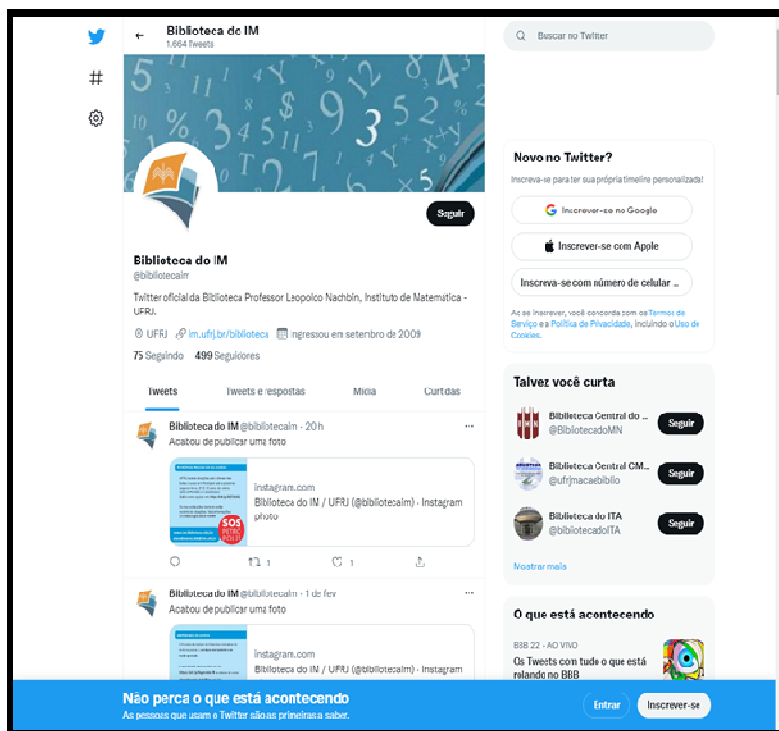 Biblioteca do IM
1.664 Tweets
Seguir
Biblioteca do IM
@bibliotecaim
Twitter oficial da Biblioteca Professor Leopoldo Nachbin, Instituto de Matemática -
UFRJ.
UFRJ im.ufrj.br/biblioteca Ingressou em setembro de 2009
75 Seguindo 499 Seguidores
Tweets Tweets e respostas Mídia Curtidas
Biblioteca do IM @bibliotecaim · 20h
Acabou de publicar uma foto
SOS
instagram.com
Biblioteca do IM / UFRJ (@bibliotecaim) · Instagram
photo
1 1
Biblioteca do IM @bibliotecaim · 1 de fev
Acabou de publicar uma foto
instagram.com
Biblioteca do IM / UFRJ (@bibliotecaim) · Instagram
Buscar no Twitter
Novo no Twitter?
Inscreva-se para ter sua própria timeline personalizada!
Inscrever-se no Google
Inscrever-se com Apple
Inscreva-se com número de celular ...
Ao se inscrever, você concorda com os Termos de
Serviço e a Política de Privacidade, incluindo o Uso de
Cookies.
Talvez você curta
Biblioteca Central do ...
@BibliotecadoMN
Seguir
Biblioteca Central CM...
@ufrjmacaebiblio
Seguir
Biblioteca do ITA
@bibliotecadoITA
Seguir
Mostrar mais
O que está acontecendo
BBB 22 · AO VIVO
Os Tweets com tudo o que está
rolando no BBB
Não perca o que está acontecendo
As pessoas que usam o Twitter são as primeiras a saber.
Entrar
Inscrever-se